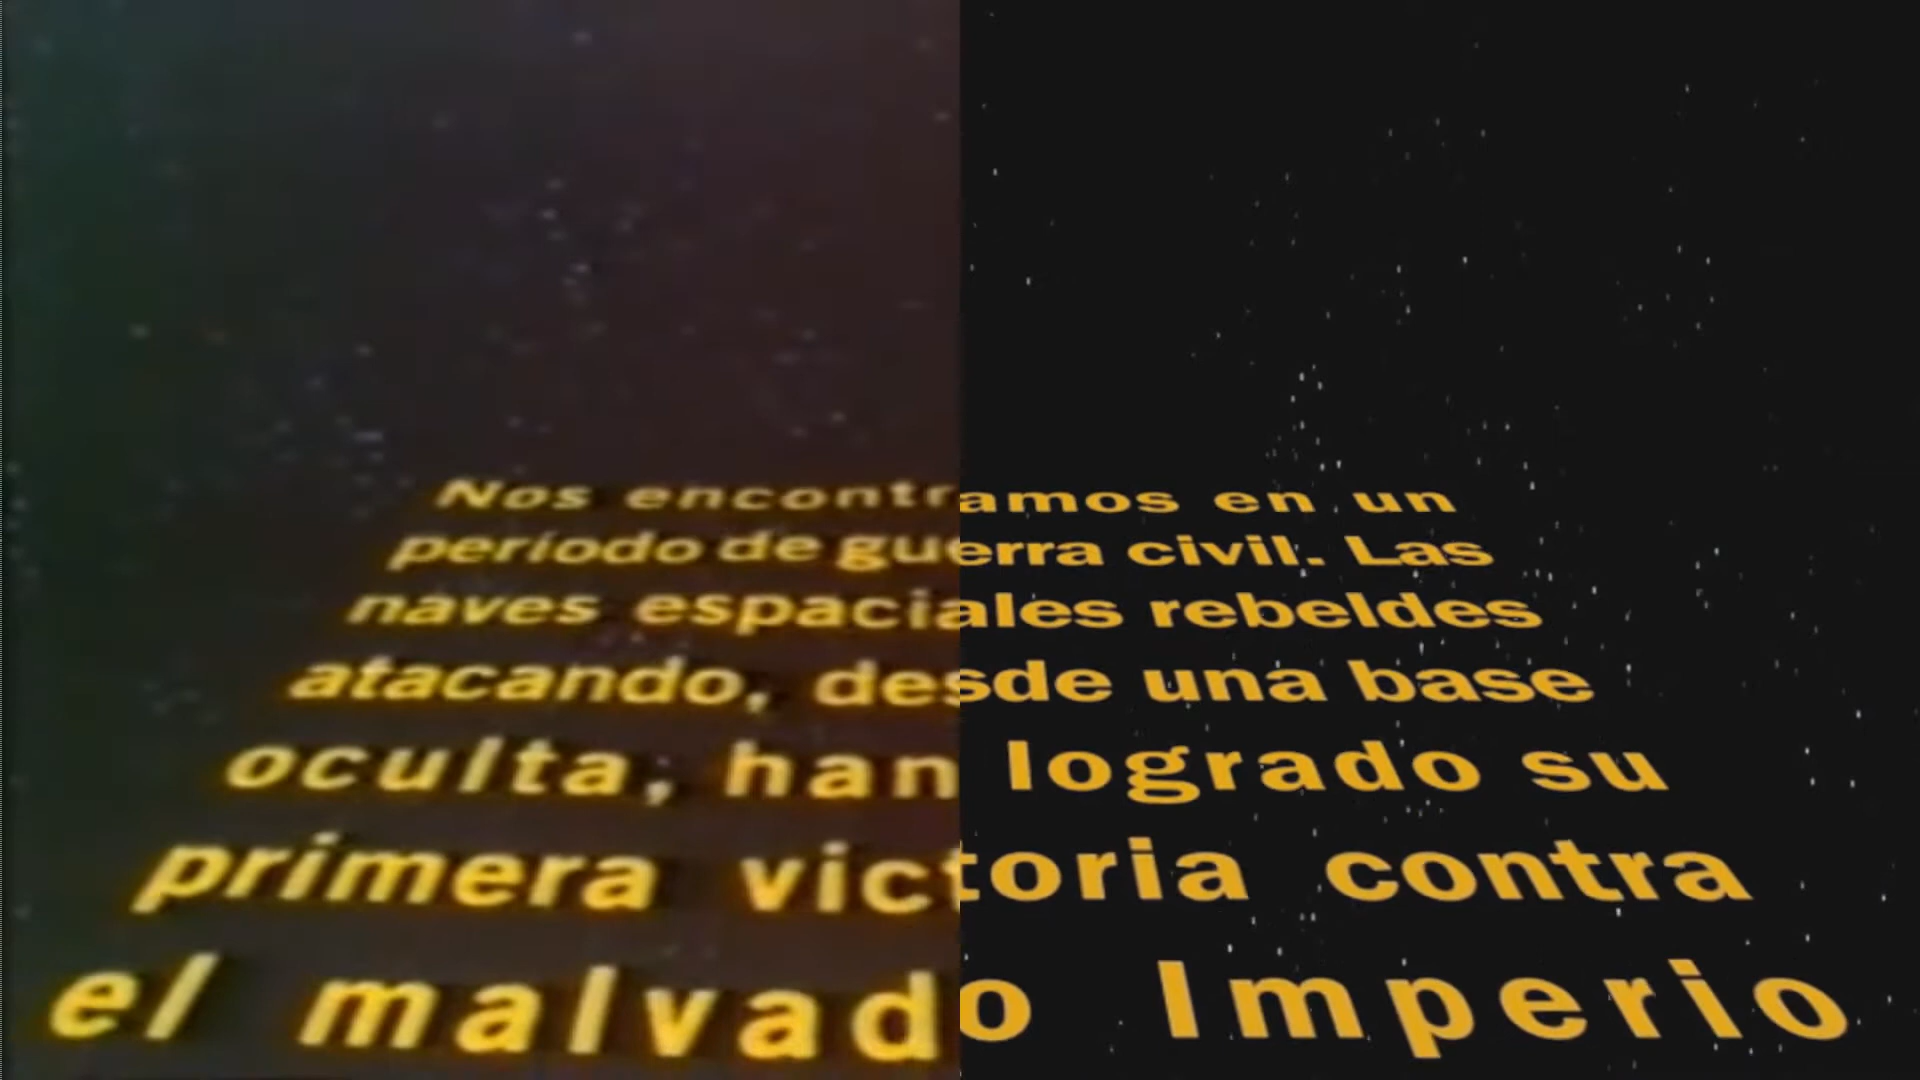 Nos encontramos en un
período de guerra civil. Las
naves espaciales rebeldes
atacando, desde una base
oculta, han logrado su
primera victoria contra
el malvado Imperio